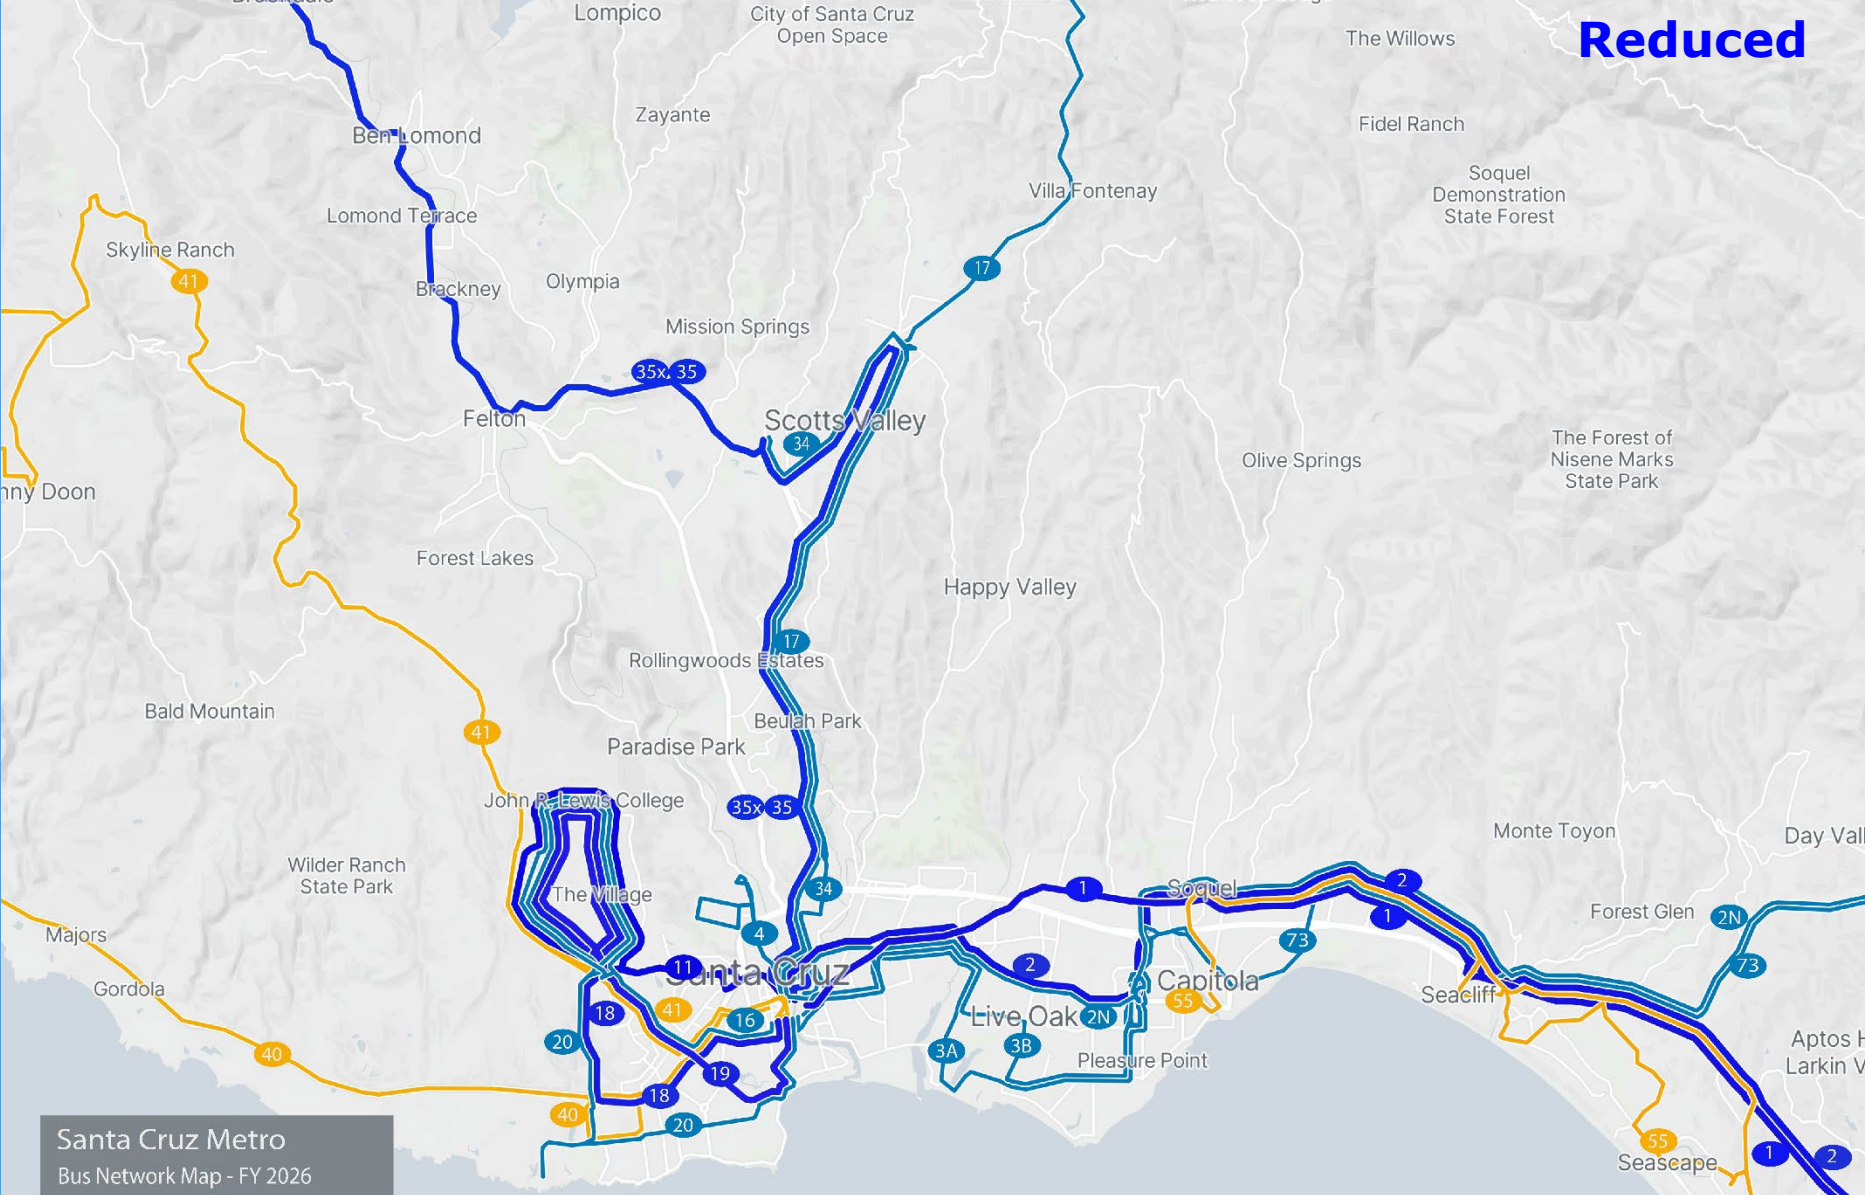 Lompico
City of Santa Cruz
Open Space
The Willows
Reduced
Zayante
Fidel Ranch
Ben Lomond
Soquel
Demonstration
State Forest
Villa Fontenay
Lomond Terrace
Skyline Ranch
41
17
Brackney
Olympia
Mission Springs
35x
35
Felton
Scotts Valley
34
The Forest of
Nisene Marks
State Park
Olive Springs
nny Doon
Forest Lakes
Happy Valley
17
Rollingwoods Estates
Bald Mountain
Beulah Park
41
Paradise Park
John R. Lewis College
35x
35
Monte Toyon
Day Vall
Wilder Ranch
State Park
The Village
34
1
Soquel
2
1
Forest Glen
2N
Majors
4
73
73
11
Santa Cruz
2
Capitola
Gordola
55
Seacliff
18
41
16
Live Oak
2N
20
3A
3B
40
Pleasure Point
Aptos H
Larkin V
19
18
40
20
Santa Cruz Metro
Bus Network Map - FY 2026
55
Seascape
1
2